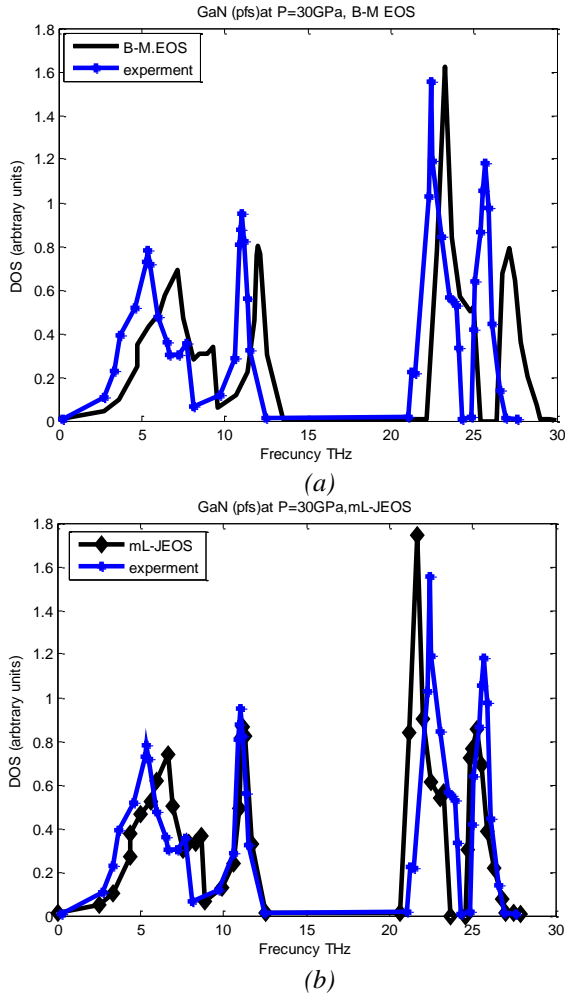 GaN (pfs)at P=30GPa, B-M EOS
B-M.EOS
experment
DOS (arbtrary units)
1.8
1.6
1.4
1.2
1
0.8
0.6
0.4
0.2
0
0 5 10 15 20 25 30
Frecuncy THz
(a)
GaN (pfs)at P=30GPa,mL-JEOS
mL-JEOS
experment
DOS (arbtrary units)
1.8
1.6
1.4
1.2
1
0.8
0.6
0.4
0.2
0
0 5 10 15 20 25 30
Frecuncy THz
(b)